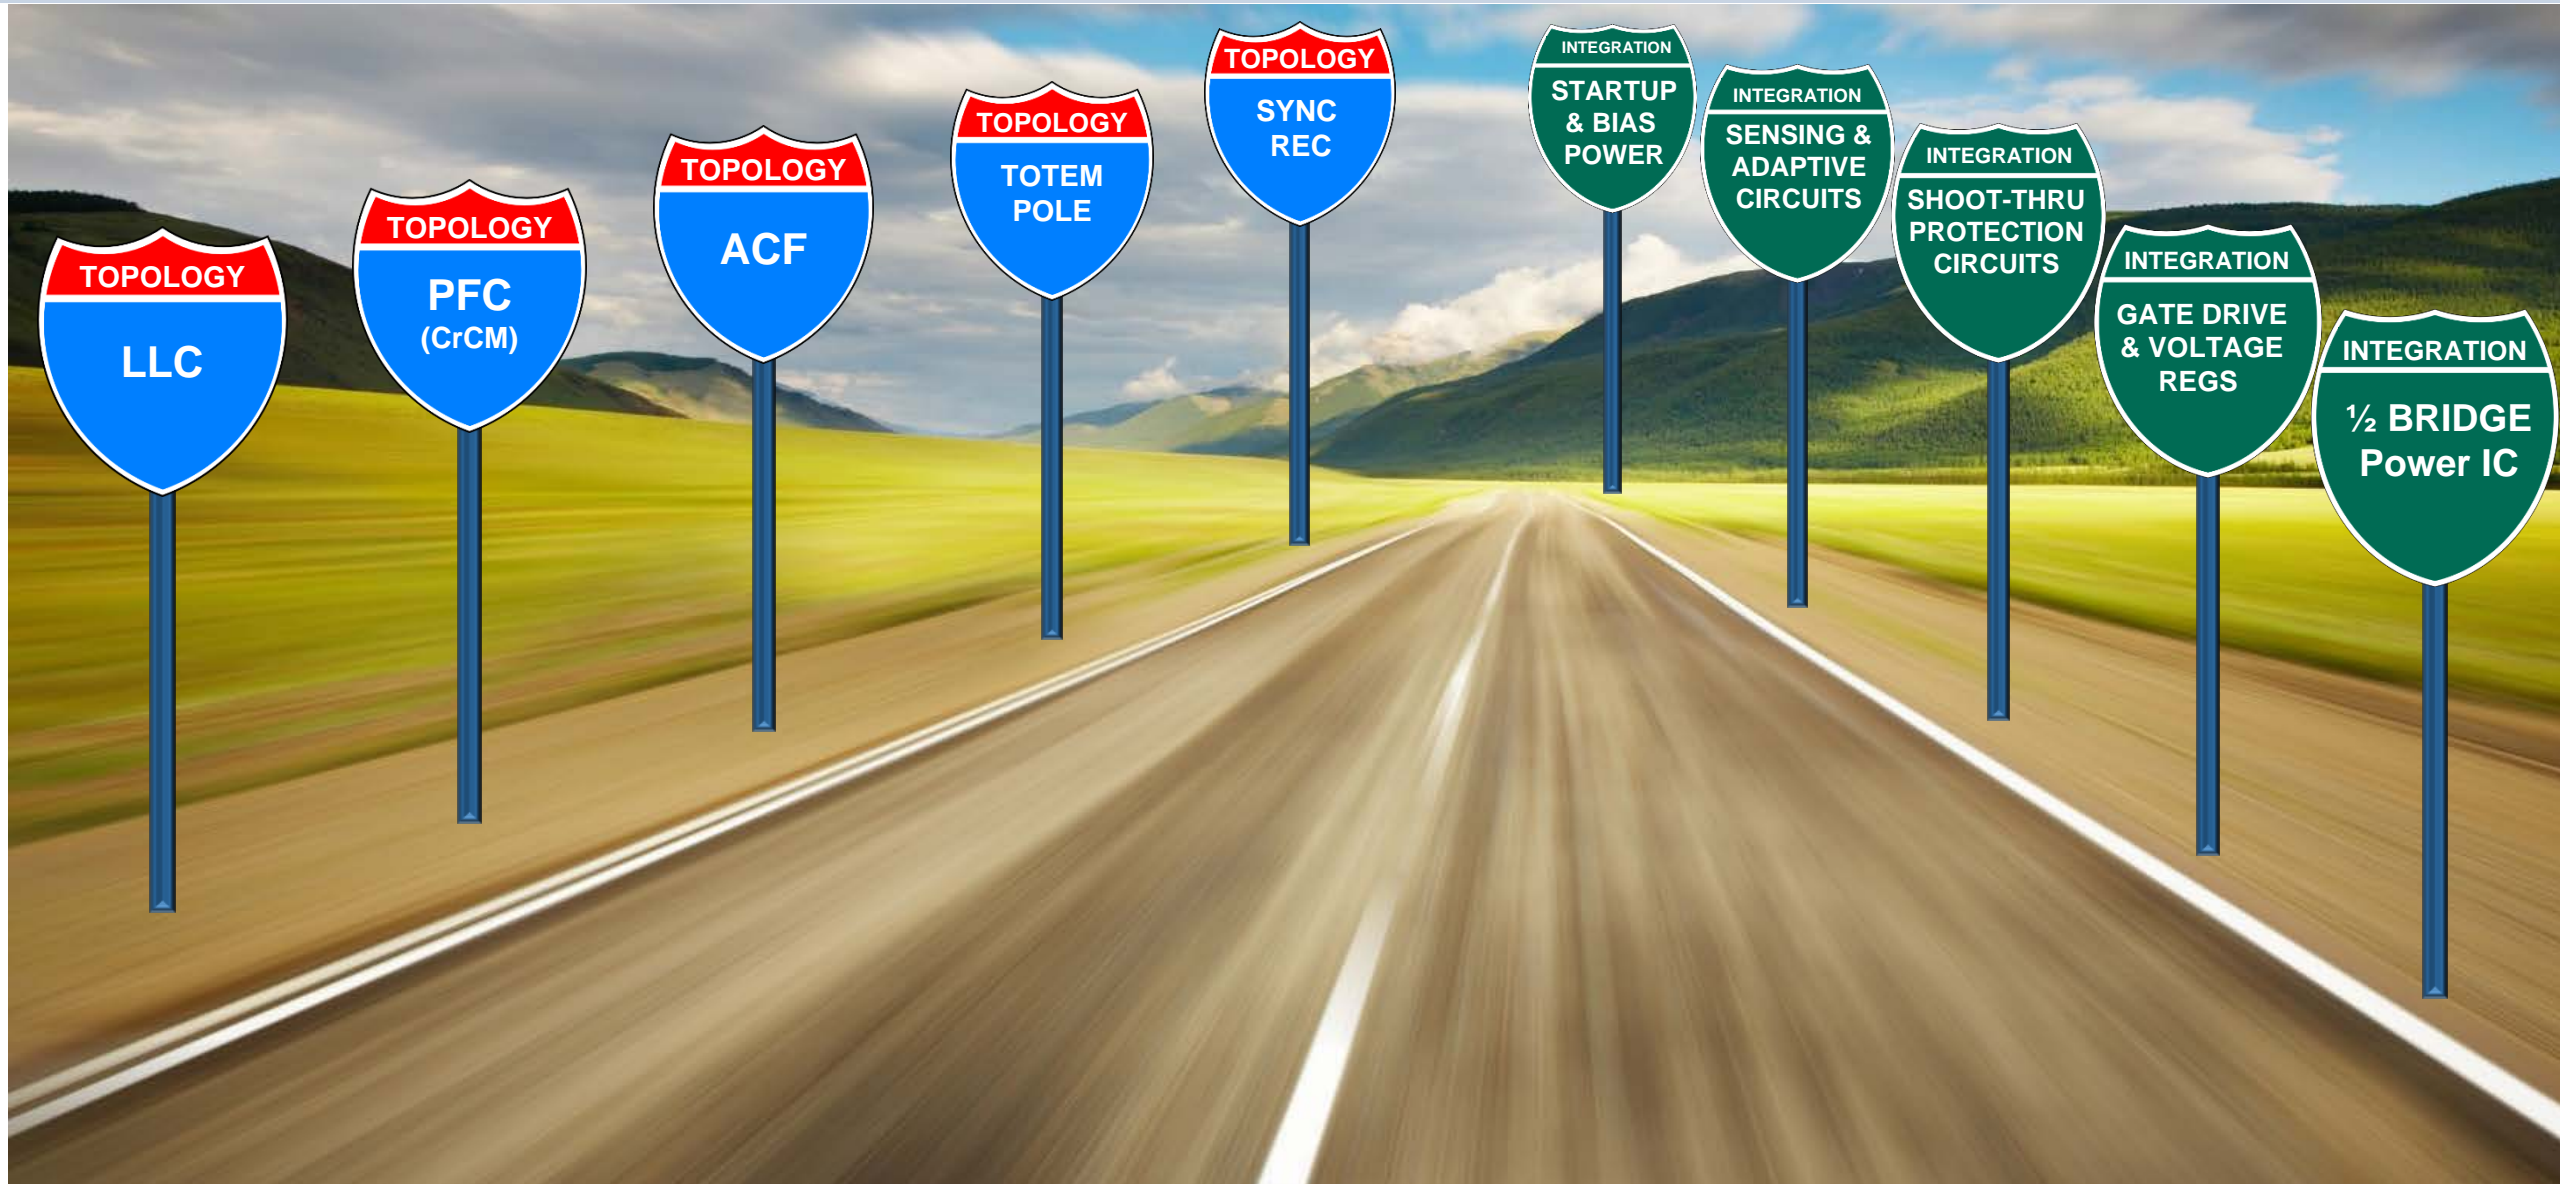 TOPOLOGY
LLC
TOPOLOGY
PFC
(CrCM)
TOPOLOGY
ACF
TOPOLOGY
TOTEM
POLE
TOPOLOGY
SYNC
REC
INTEGRATION
STARTUP
& BIAS
POWER
INTEGRATION
SENSING &
ADAPTIVE
CIRCUITS
INTEGRATION
SHOOT-THRU
PROTECTION
CIRCUITS
INTEGRATION
GATE DRIVE
& VOLTAGE
REGS
INTEGRATION
½ BRIDGE
Power IC